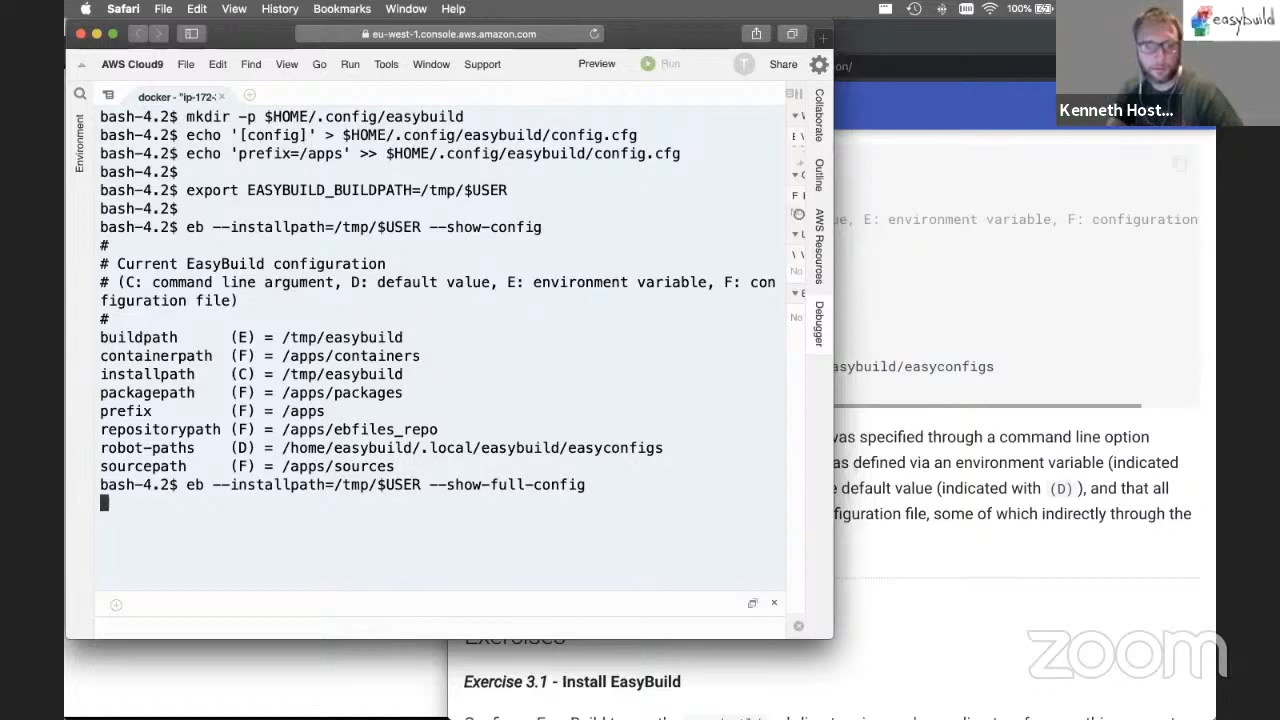 Safari File Edit View History Bookmarks Window Help
100%
easybuild
Kenneth Host...
eu-west-1.console.aws.amazon.com
AWS Cloud9 File Edit Find View Go Run Tools Window Support Preview Run Share
docker - "ip-172-
Environment
Collaborate
Outline
AWS Resources
Debugger
bash-4.2$ mkdir -p $HOME/.config/easybuild
bash-4.2$ echo '[config]' > $HOME/.config/easybuild/config.cfg
bash-4.2$ echo 'prefix=/apps' >> $HOME/.config/easybuild/config.cfg
bash-4.2$
bash-4.2$ export EASYBUILD_BUILDPATH=/tmp/$USER
bash-4.2$
bash-4.2$ eb --installpath=/tmp/$USER --show-config
#
# Current EasyBuild configuration
# (C: command line argument, D: default value, E: environment variable, F: con
figuration file)
#
buildpath (E) = /tmp/easybuild
containerpath (F) = /apps/containers
installpath (C) = /tmp/easybuild
packagepath (F) = /apps/packages
prefix (F) = /apps
repositorypath (F) = /apps/ebfiles_repo
robot-paths (D) = /home/easybuild/.local/easybuild/easyconfigs
sourcepath (F) = /apps/sources
bash-4.2$ eb --installpath=/tmp/$USER --show-full-config
on/
ue, E: environment variable, F: configuration
asybuild/easyconfigs
was specified through a command line option
as defined via an environment variable (indicated
e default value (indicated with (D)), and that all
figuration file, some of which indirectly through the
Exercises
Exercise 3.1 - Install EasyBuild
zoom